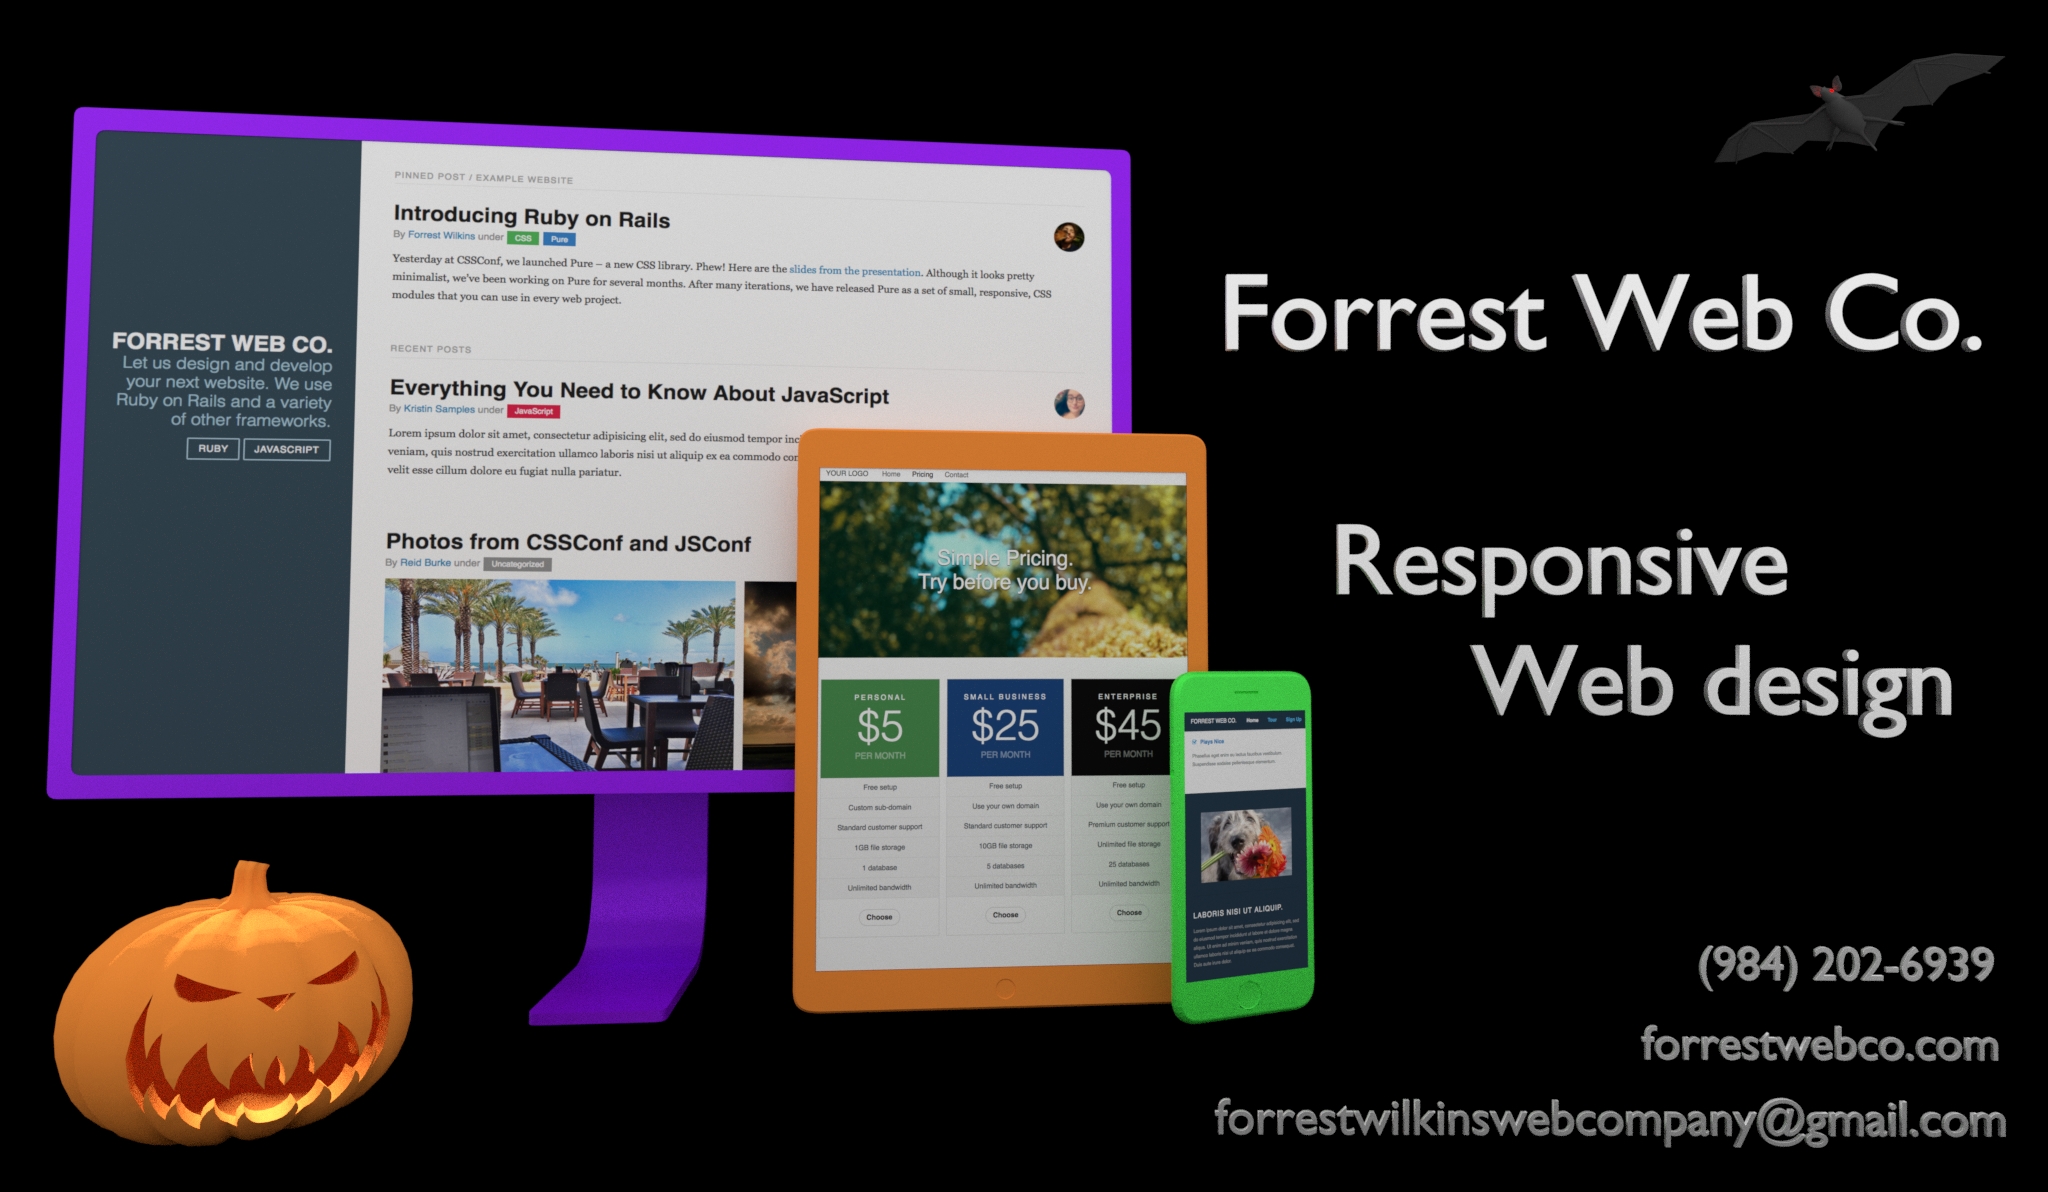 PINNED POST / EXAMPLE WEBSITE
Introducing Ruby on Rails
By Forrest Wilkins under CSS Pure
Yesterday at CSSConf, we launched Pure – a new CSS library. Phew! Here are the slides from the presentation. Although it looks pretty
minimalist, we've been working on Pure for several months. After many iterations, we have released Pure as a set of small, responsive, CSS
modules that you can use in every web project.
FORREST WEB CO.
Let us design and develop
your next website. We use
Ruby on Rails and a variety
of other frameworks.
RUBY JAVASCRIPT
RECENT POSTS
Everything You Need to Know About JavaScript
By Kristin Samples under JavaScript
Lorem ipsum dolor sit amet, consectetur adipisicing elit, sed do eiusmod tempor inc
veniam, quis nostrud exercitation ullamco laboris nisi ut aliquip ex ea commodo con
velit esse cillum dolore eu fugiat nulla pariatur.
Photos from CSSConf and JSConf
By Reid Burke under Uncategorized
YOUR LOGO Home Pricing Contact
Simple Pricing.
Try before you buy.
PERSONAL
$5
PER MONTH
Free setup
Custom sub-domain
Standard customer support
1GB file storage
1 database
Unlimited bandwidth
Choose
SMALL BUSINESS
$25
PER MONTH
Free setup
Use your own domain
Standard customer support
10GB file storage
5 databases
Unlimited bandwidth
Choose
ENTERPRISE
$45
PER MONTH
Free setup
Use your own domain
Premium customer support
Unlimited file storage
25 databases
Unlimited bandwidth
Choose
FORREST WEB CO. Home Tour Sign Up
Plays Nice
LABORIS NISI UT ALIQUIP.
Forrest Web Co.
Responsive
Web design
(984) 202-6939
forrestwebco.com
forrestwilkinswebcompany@gmail.com